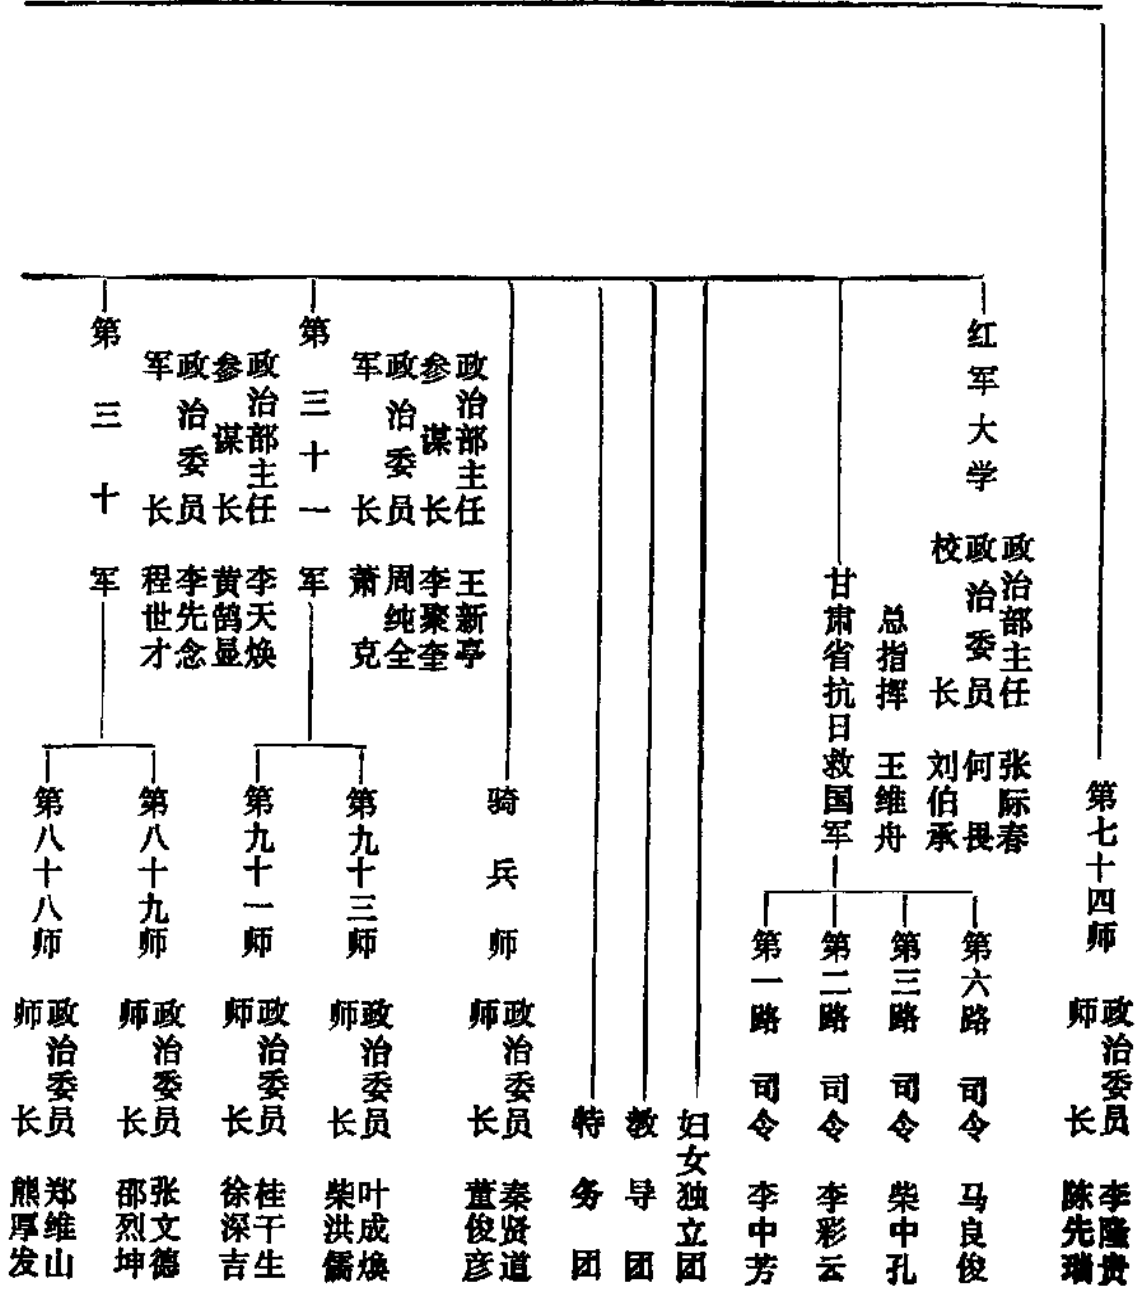 第三十军
军长 程世才
政治委员 李先念
参谋长 黄鹄显
政治部主任 李天焕
第八十八师
师长 熊厚发
政治委员 郑维山
第八十九师
师长 邵烈坤
政治委员 张文德
第三十一军
军长 萧克
政治委员 周纯全
参谋长 李聚奎
政治部主任 王新亭
第九十一师
师长 徐深吉
政治委员 桂干生
第九十三师
师长 柴洪儒
政治委员 叶成焕
骑兵师
师长 董俊彦
政治委员 秦贤道
特务团
教导团
妇女独立团
甘肃省抗日救国军
总指挥 王维舟
第一路 司令 李中芳
第二路 司令 李彩云
第三路 司令 柴中孔
第六路 司令 马良俊
红军大学
校长 刘伯承
政治委员 何畏
政治部主任 张际春
第七十四师
师长 陈先瑞
政治委员 李隆贵